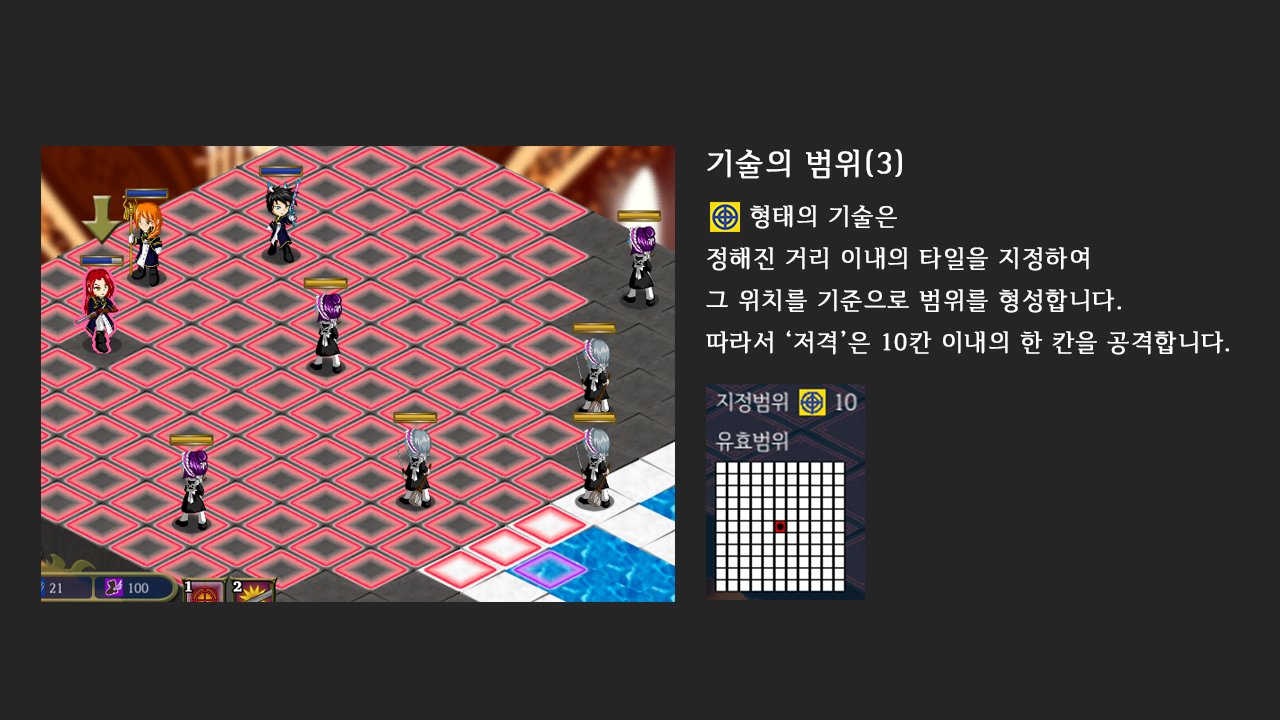 기술의 범위(3)
형태의 기술은
정해진 거리 이내의 타일을 지정하여
그 위치를 기준으로 범위를 형성합니다.
따라서 ‘저격’은 10칸 이내의 한 칸을 공격합니다.
지정범위 10
유효범위
21 100 1 2